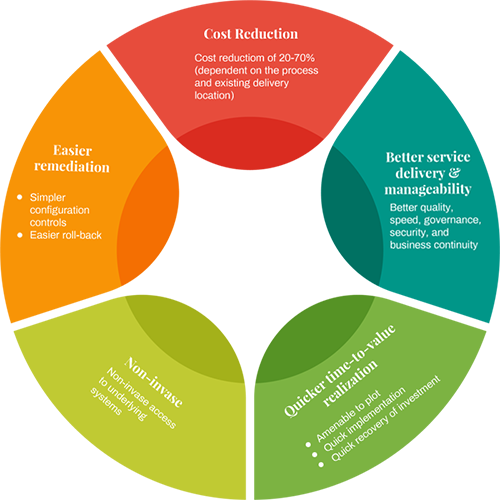 Cost Reduction
Cost reductiom of 20-70%
(dependent on the process
and existing delivery
location)
Better service
delivery &
manageability
Better quality,
speed, governance,
security, and
business continuity
Quicker time-to-value
realization
• Amenable to plot
• Quick implementation
• Quick recovery of investment
Non-invase
Non-invase access
to underlying
systems
Easier
remediation
• Simpler
configuration
controls
• Easier roll-back